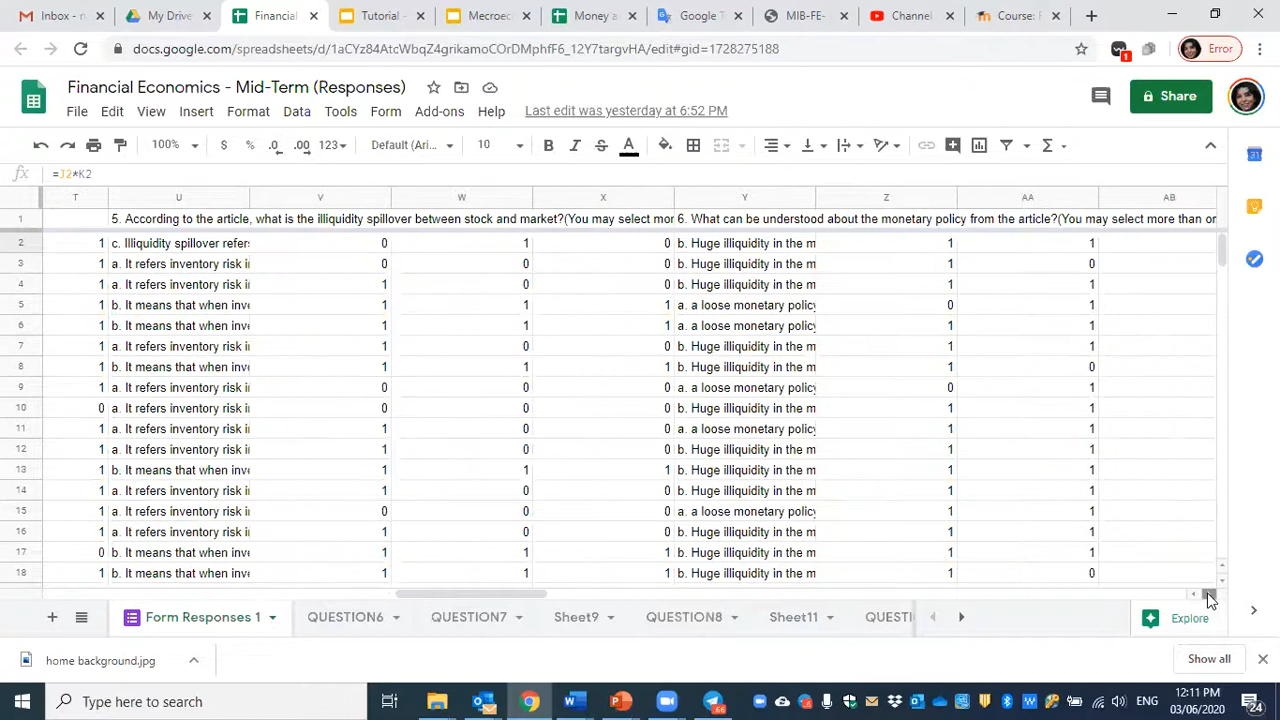 Inbox -
My Drive
Financial
Tutorial -
Mecroes
Money a
Google T
MIB-FE-
Channe
Course:
docs.google.com/spreadsheets/d/1aCYz84AtcWbqZ4grikamoCOrDMphfF6_12Y7targvHA/edit#gid=1728275188
1
Error
Financial Economics - Mid-Term (Responses)
File Edit View Insert Format Data Tools Form Add-ons Help
Last edit was yesterday at 6:52 PM
Share
100% $ % .0 .00 123 Default (Ari... 10 B I S A
fx =J2*K2
T U V W X Y Z AA AB
1 5. According to the article, what is the illiquidity spillover between stock and market?(You may select mor 6. What can be understood about the monetary policy from the article?(You may select more than or
2 1 c. Illiquidity spillover refers 0 1 0 b. Huge illiquidity in the m 1 1
3 1 a. It refers inventory risk i 0 0 0 b. Huge illiquidity in the m 1 0
4 1 a. It refers inventory risk i 1 0 0 b. Huge illiquidity in the m 1 1
5 1 b. It means that when inve 1 1 1 a. a loose monetary policy 0 1
6 1 b. It means that when inve 1 1 1 a. a loose monetary policy 1 1
7 1 a. It refers inventory risk i 1 0 0 b. Huge illiquidity in the m 1 1
8 1 b. It means that when inve 1 1 1 b. Huge illiquidity in the m 1 0
9 1 a. It refers inventory risk i 0 0 0 a. a loose monetary policy 0 1
10 0 a. It refers inventory risk i 0 0 0 b. Huge illiquidity in the m 1 1
11 1 a. It refers inventory risk i 1 0 0 a. a loose monetary policy 1 1
12 1 a. It refers inventory risk i 1 0 0 b. Huge illiquidity in the m 1 1
13 1 b. It means that when inve 1 1 1 b. Huge illiquidity in the m 1 1
14 1 a. It refers inventory risk i 1 0 0 b. Huge illiquidity in the m 1 1
15 1 a. It refers inventory risk i 0 0 0 a. a loose monetary policy 1 1
16 1 a. It refers inventory risk i 1 0 0 b. Huge illiquidity in the m 1 1
17 0 b. It means that when inve 1 1 1 b. Huge illiquidity in the m 1 1
18 1 b. It means that when inve 1 1 1 b. Huge illiquidity in the m 1 0
Form Responses 1 QUESTION6 QUESTION7 Sheet9 QUESTION8 Sheet11 QUESTI
Explore
home background.jpg
Show all
Type here to search
66
ENG
12:11 PM
03/06/2020
24